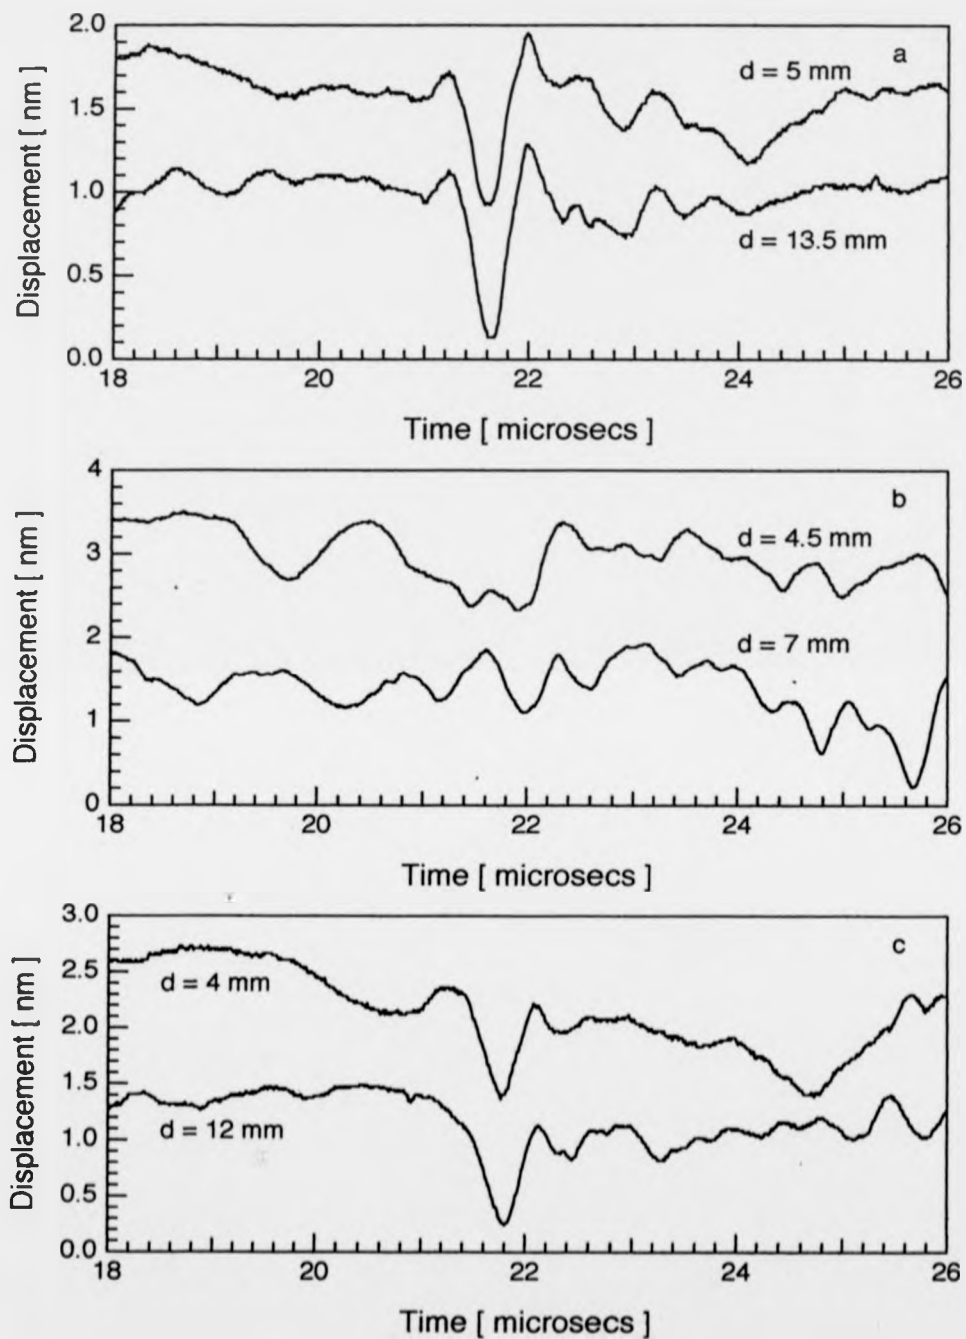 2.0
a
d = 5 mm
1.5
1.0
d = 13.5 mm
0.5
0.0
18 20 22 24 26
Displacement [ nm ]
Time [ microsecs ]
4
b
d = 4.5 mm
3
2
d = 7 mm
1
0
18 20 22 24 26
Displacement [ nm ]
Time [ microsecs ]
3.0
c
2.5
d = 4 mm
2.0
1.5
d = 12 mm
1.0
0.5
0.0
18 20 22 24 26
Displacement [ nm ]
Time [ microsecs ]